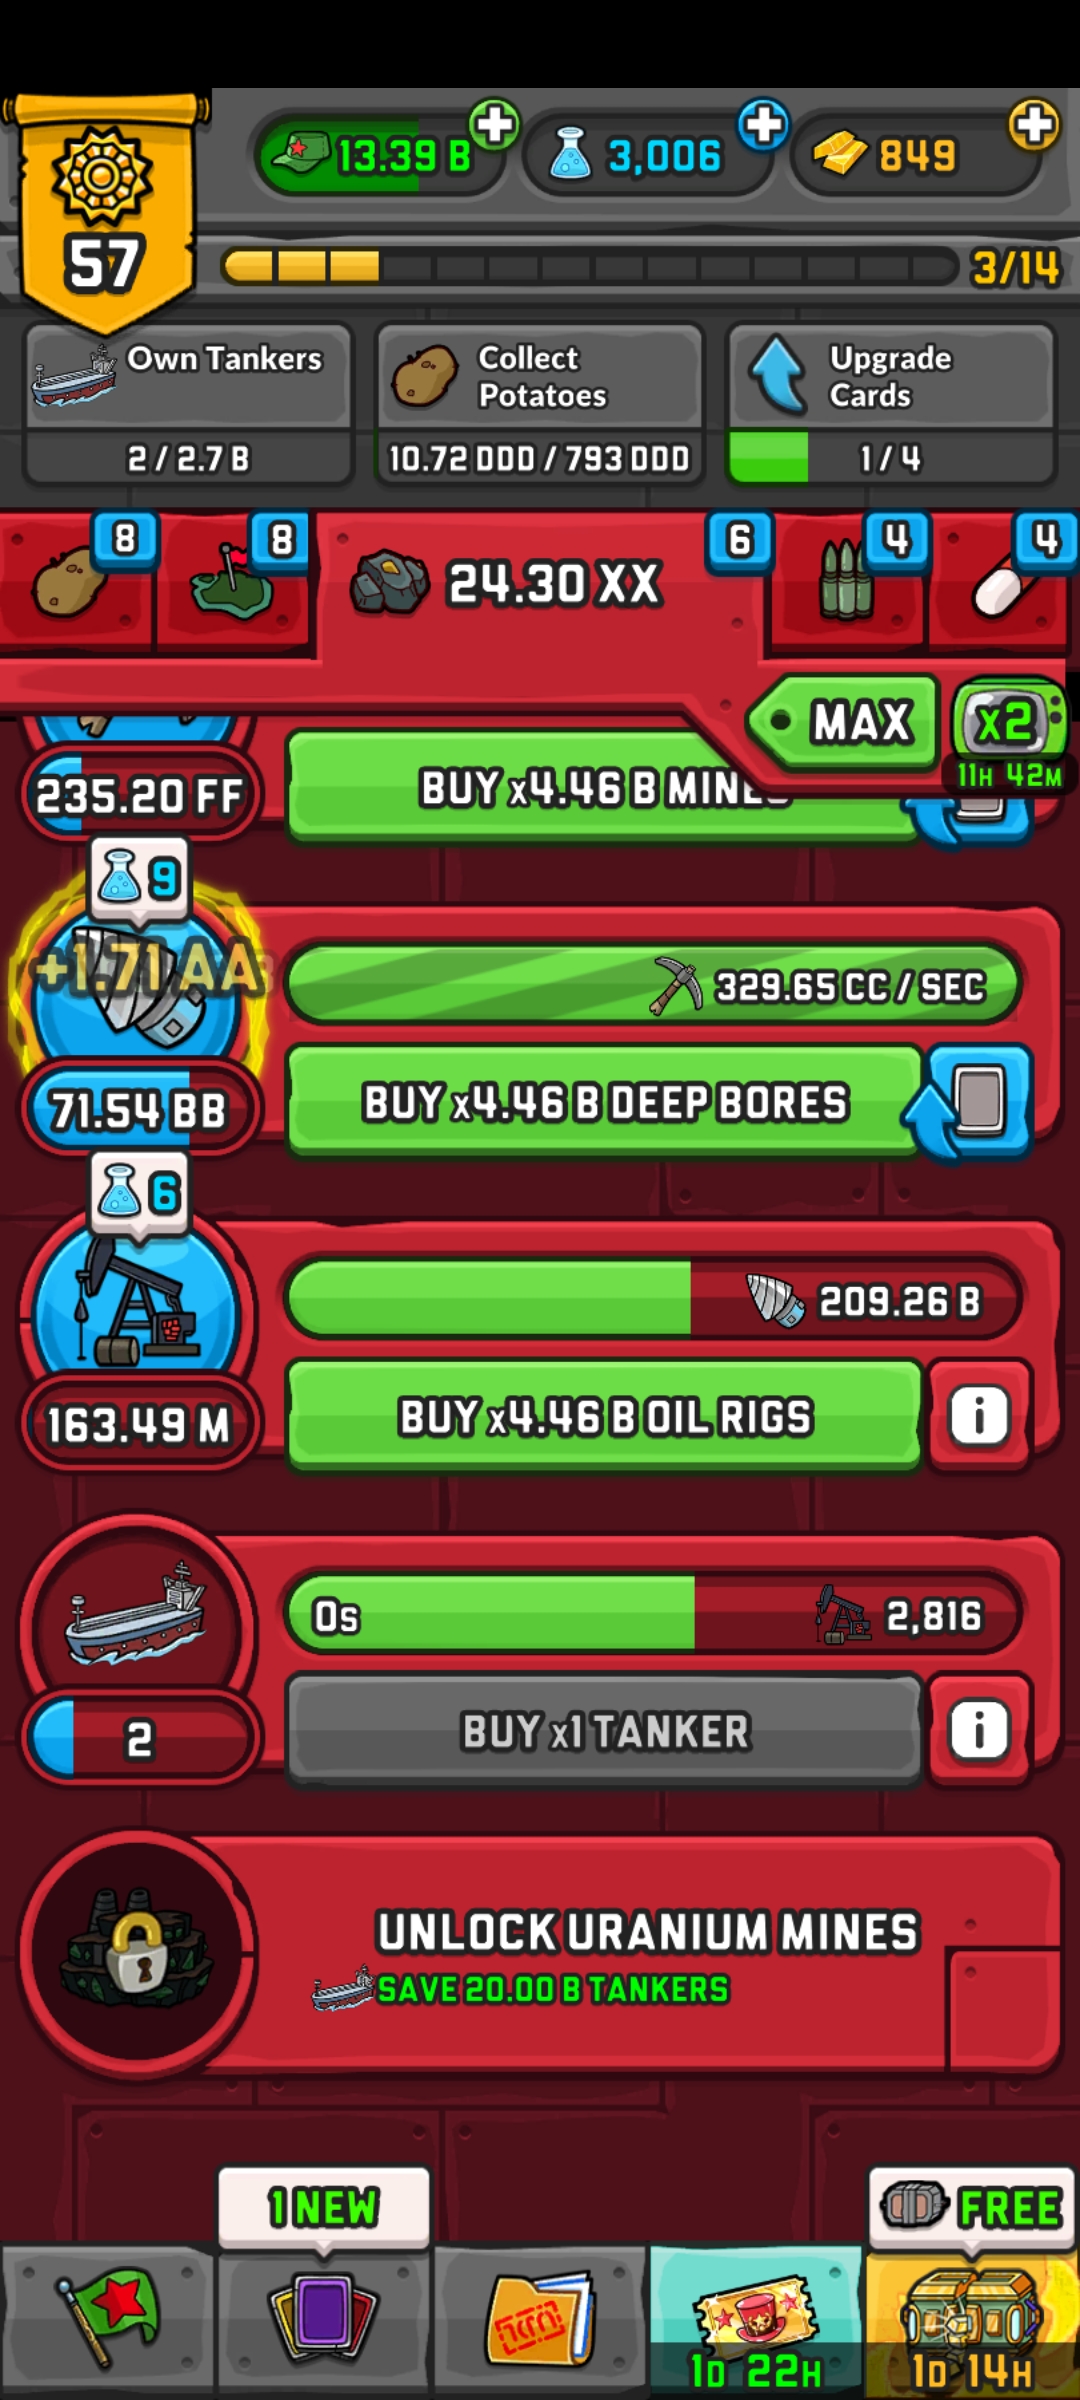 13.39 B
3,006
849
57
3/14
Own Tankers
2 / 2.7 B
Collect
Potatoes
10.72 DDD / 793 DDD
Upgrade
Cards
1 / 4
8
8
24.30 XX
6
4
4
MAX
x2
11H 42M
235.20 FF
BUY x4.46 B MINES
9
+1.71 AA
329.65 CC / SEC
71.54 BB
BUY x4.46 B DEEP BORES
6
209.26 B
163.49 M
BUY x4.46 B OIL RIGS
i
0s
2,816
2
BUY x1 TANKER
i
UNLOCK URANIUM MINES
SAVE 20.00 B TANKERS
1 NEW
FREE
1D 22H
1D 14H